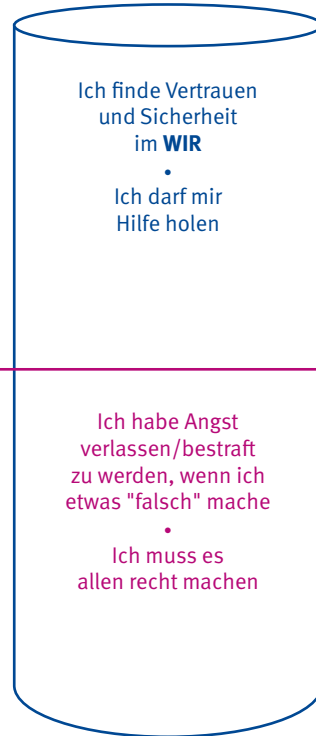 Ich finde Vertrauen
und Sicherheit
im WIR
•
Ich darf mir
Hilfe holen
Ich habe Angst
verlassen/bestraft
zu werden, wenn ich
etwas "falsch" mache
•
Ich muss es
allen recht machen